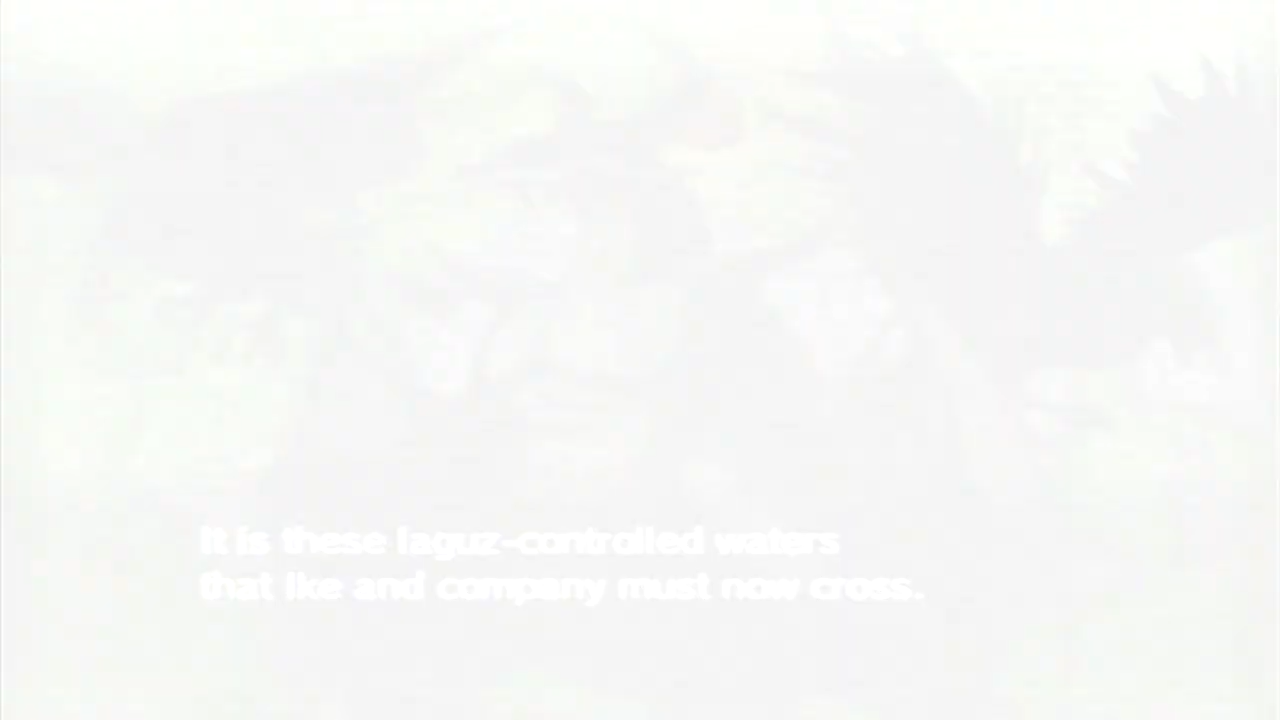 It is these laguz-controlled waters
that Ike and company must now cross.